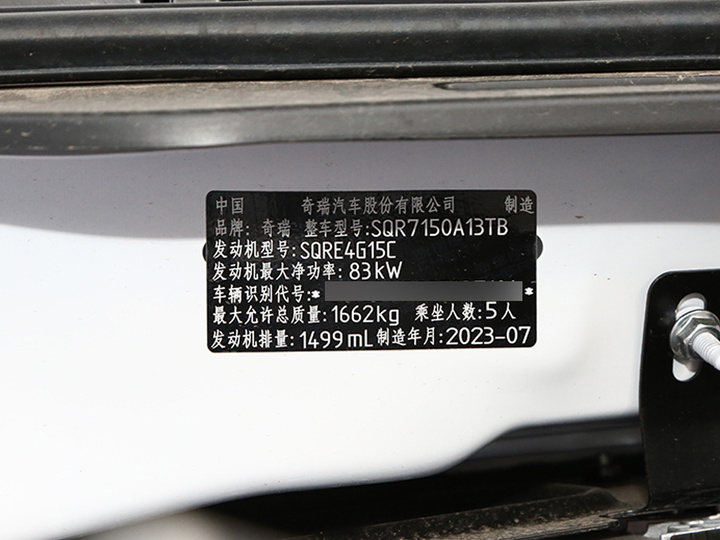 中国 奇瑞汽车股份有限公司 制造
品牌: 奇瑞 整车型号:SQR7150A13TB
发动机型号:SQRE4G15C
发动机最大净功率: 83kW
车辆识别代号:* *
最大允许总质量:1662kg 乘坐人数:5人
发动机排量:1499mL 制造年月:2023-07